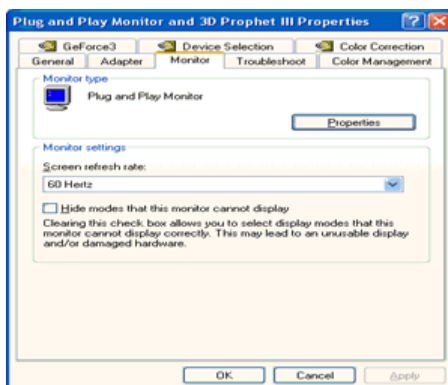 Plug and Play Monitor and 3D Prophet III Properties
GeForce3 Device Selection Color Correction
General Adapter Monitor Troubleshoot Color Management
Monitor type
Plug and Play Monitor
Properties
Monitor settings
Screen refresh rate:
60 Hertz
Hide modes that this monitor cannot display
Clearing this check box allows you to select display modes that this
monitor cannot display correctly. This may lead to an unusable display
and/or damaged hardware.
OK Cancel Apply